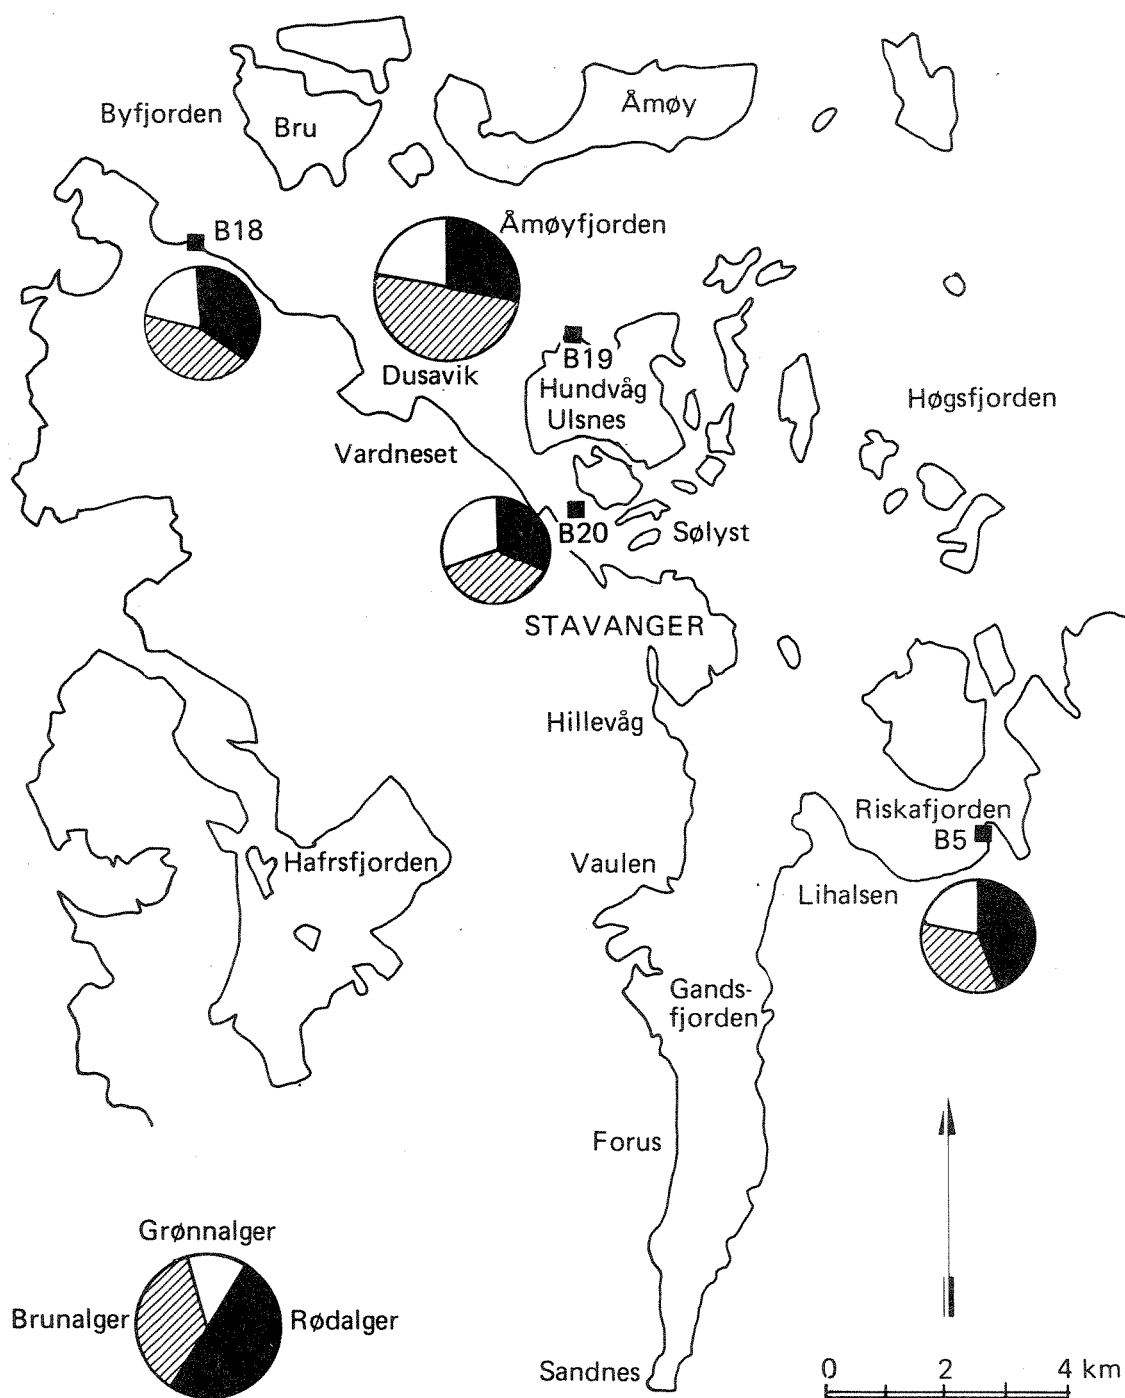 Byfjorden
Bru
Åmøy
B18
Åmøyfjorden
B19
Dusavik
Hundvåg
Ulsnes
Høgsfjorden
Vardneset
B20
Sølyst
STAVANGER
Hillevåg
Riskafjorden
B5
Hafrsfjorden
Vaulen
Lihalsen
Gands-
fjorden
Forus
Grønnalger
Brunalger
Rødalger
Sandnes
0 2 4 km